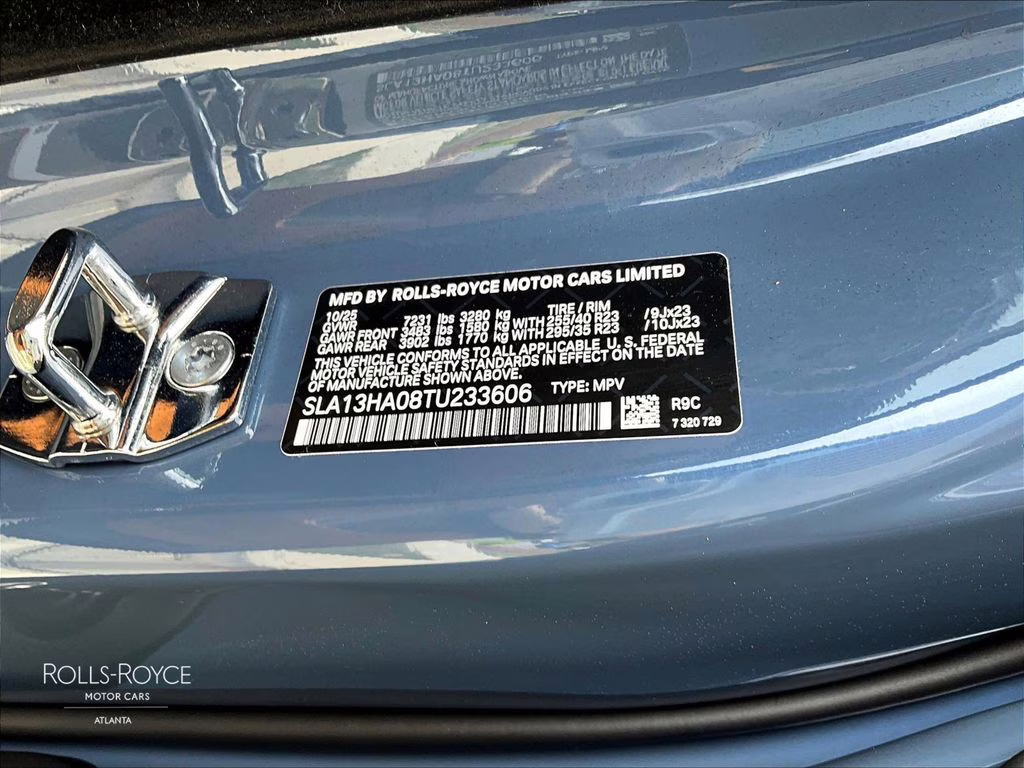 MFD BY ROLLS-ROYCE MOTOR CARS LIMITED
10/25 TIRE / RIM
GVWR 7231 lbs 3280 kg
GAWR FRONT 3483 lbs 1580 kg WITH 255/40 R23 /9Jx23
GAWR REAR 3902 lbs 1770 kg WITH 295/35 R23 /10Jx23
THIS VEHICLE CONFORMS TO ALL APPLICABLE U.S. FEDERAL
MOTOR VEHICLE SAFETY STANDARDS IN EFFECT ON THE DATE
OF MANUFACTURE SHOWN ABOVE.
SLA13HA08TU233606 TYPE: MPV
R9C
7 320 729
ROLLS-ROYCE
MOTOR CARS
ATLANTA